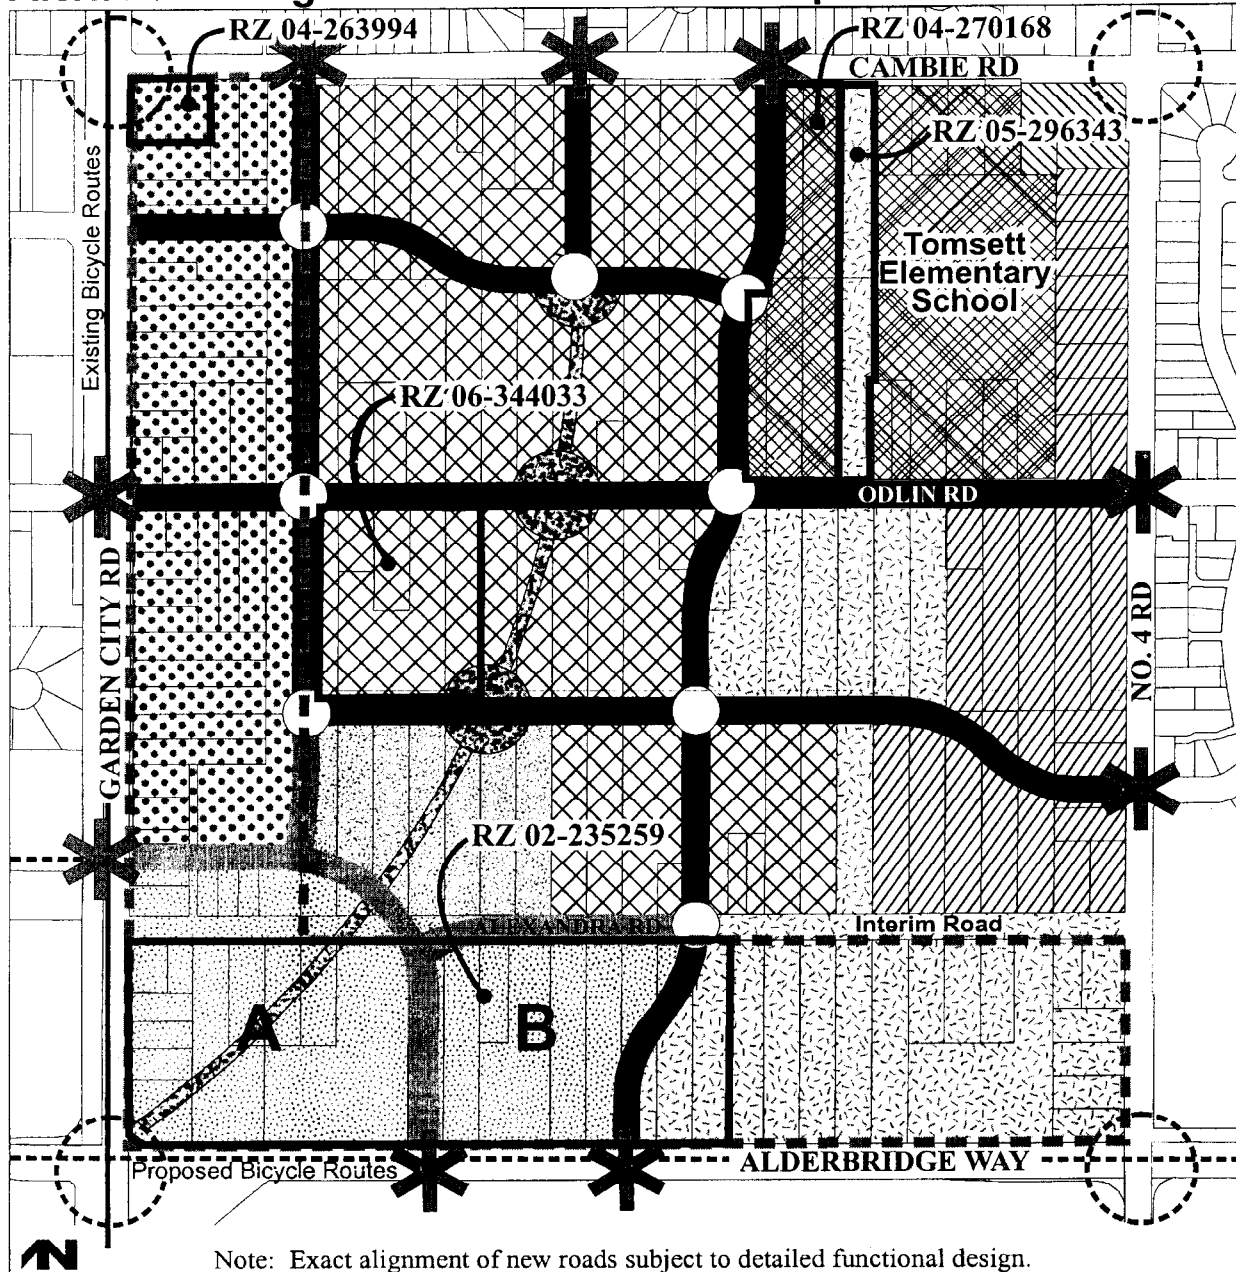 RZ 04-263994
RZ 04-270168
CAMBIE RD
RZ 05-296343
Existing Bicycle Routes
Tomsett
Elementary
School
RZ 06-344033
ODLIN RD
GARDEN CITY RD
NO. 4 RD
RZ 02-235259
ALEXANDRA RD
Interim Road
A
B
Proposed Bicycle Routes
ALDERBRIDGE WAY
N
Note: Exact alignment of new roads subject to detailed functional design.